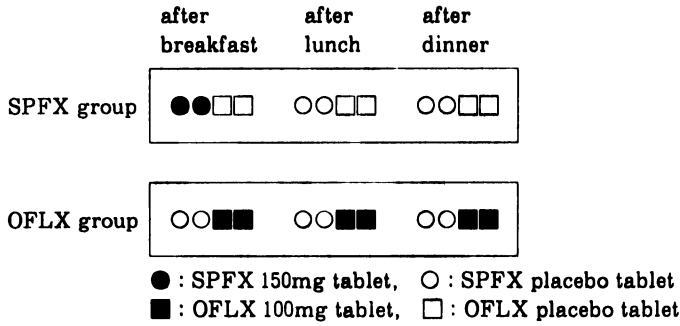 after after after
breakfast lunch dinner
SPFX group ●●□□ ○○□□ ○○□□
OFLX group ○○■■ ○○■■ ○○■■
● : SPFX 150mg tablet, ○ : SPFX placebo tablet
■ : OFLX 100mg tablet, □ : OFLX placebo tablet